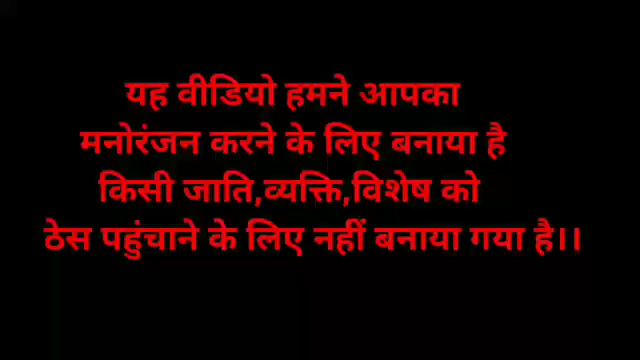 यह वीडियो हमने आपका
मनोरंजन करने के लिए बनाया है
किसी जाति,व्यक्ति,विशेष को
ठेस पहुंचाने के लिए नहीं बनाया गया है।।